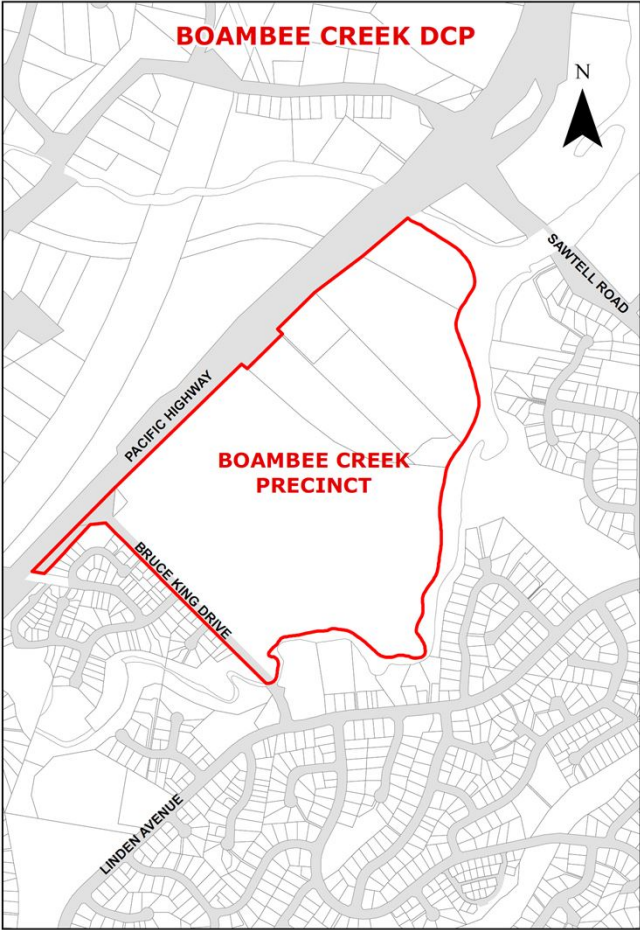 BOAMBEE CREEK DCP
N
SAWTELL ROAD
PACIFIC HIGHWAY
BOAMBEE CREEK
PRECINCT
BRUCE KING DRIVE
LINDEN AVENUE